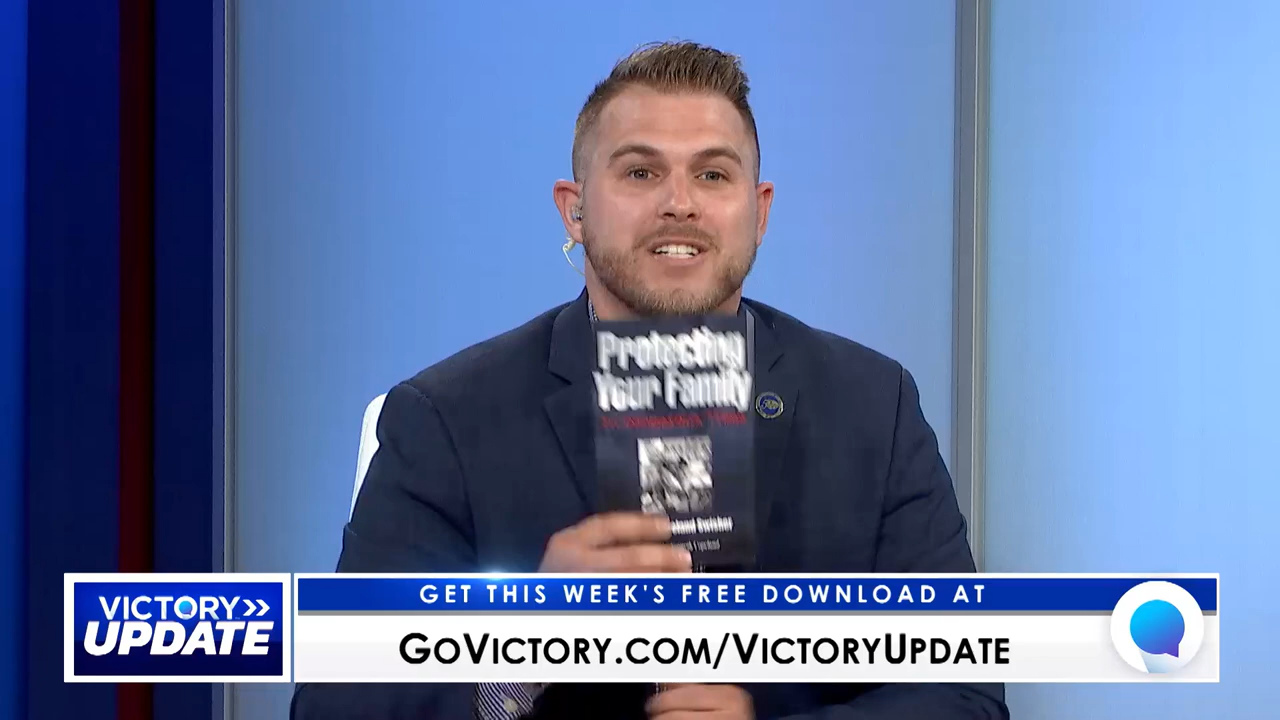 Protecting
Your Family
VICTORY
UPDATE
GET THIS WEEK'S FREE DOWNLOAD AT
GOVICTORY.COM/VICTORYUPDATE